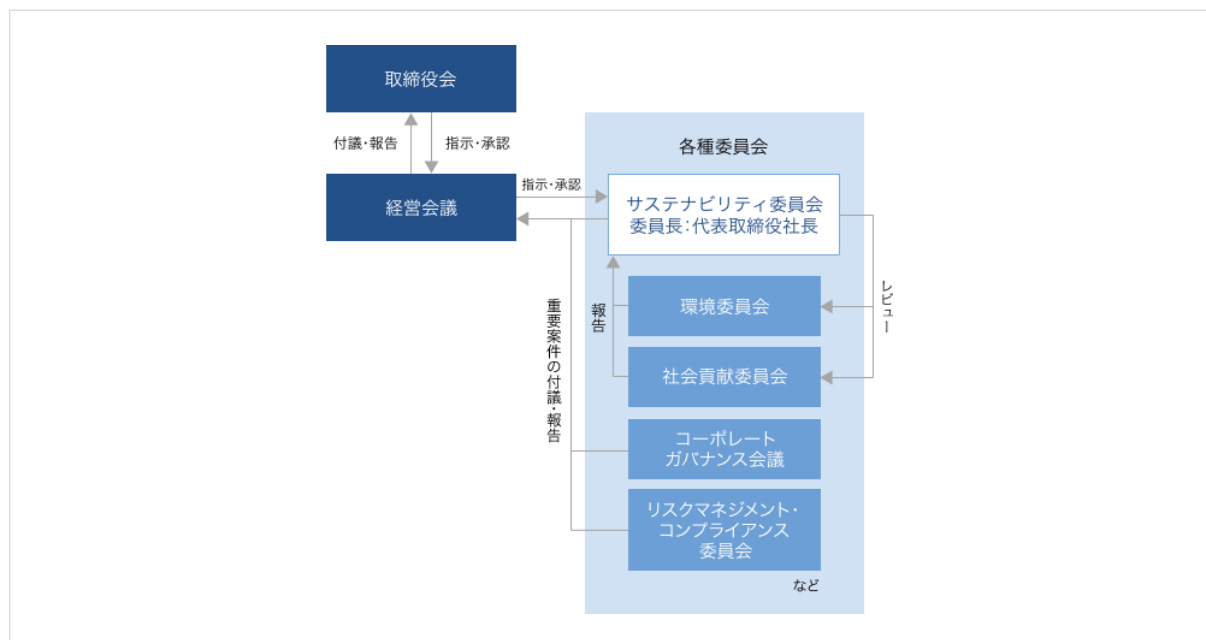 取締役会
付議・報告
指示・承認
経営会議
指示・承認
重要案件の付議・報告
各種委員会
サステナビリティ委員会
委員長：代表取締役社長
報告
レビュー
環境委員会
社会貢献委員会
コーポレート
ガバナンス会議
リスクマネジメント・
コンプライアンス
委員会
など